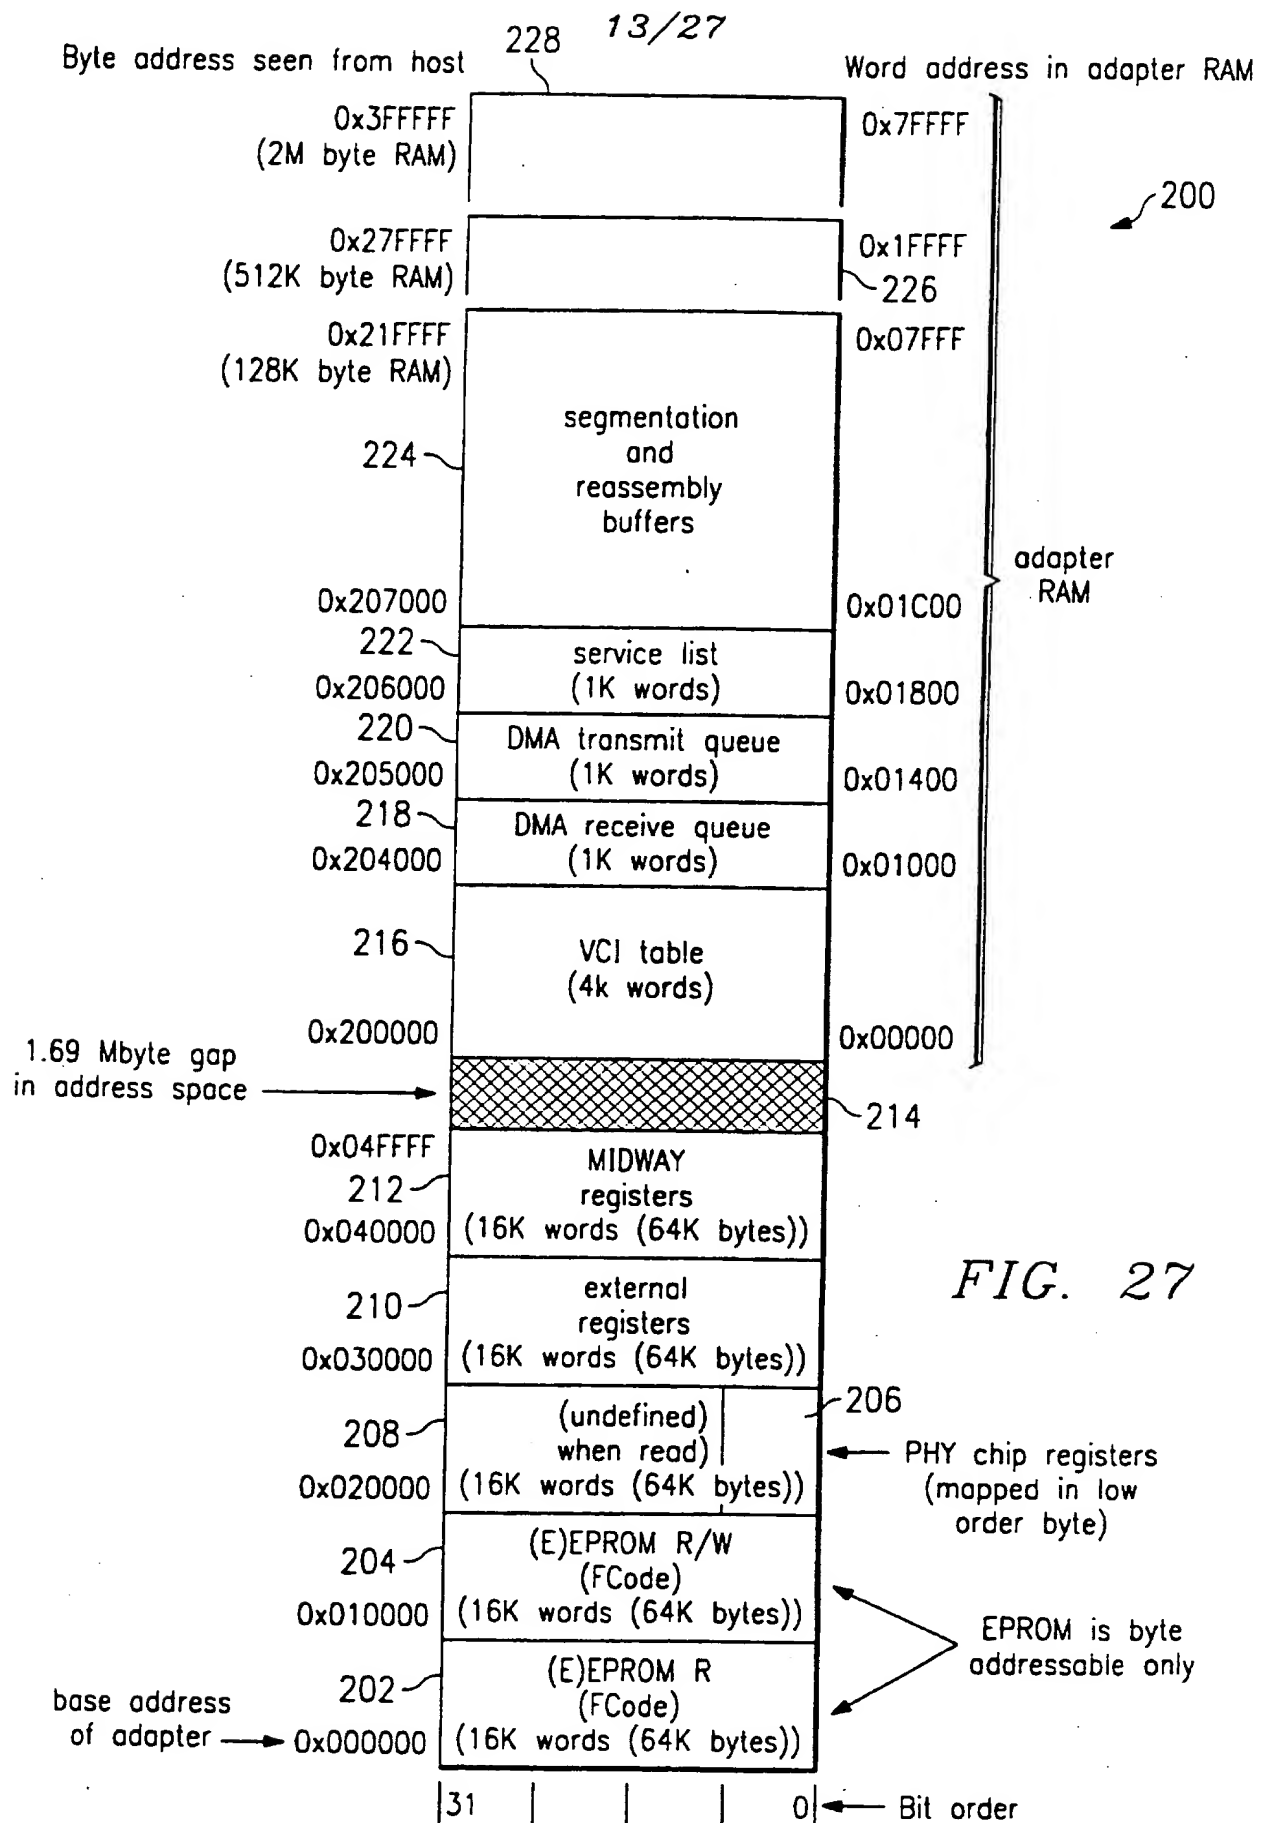 13/27
Byte address seen from host
228
Word address in adapter RAM
0x3FFFFF
(2M byte RAM)
0x7FFFF
200
0x27FFFF
(512K byte RAM)
0x1FFFF
226
0x21FFFF
(128K byte RAM)
0x07FFF
224
segmentation
and
reassembly
buffers
adapter
RAM
0x207000
0x01C00
222
service list
(1K words)
0x206000
0x01800
220
DMA transmit queue
(1K words)
0x205000
0x01400
218
DMA receive queue
(1K words)
0x204000
0x01000
216
VCI table
(4k words)
0x200000
0x00000
1.69 Mbyte gap
in address space
214
0x04FFFF
212
0x040000
MIDWAY
registers
(16K words (64K bytes))
FIG. 27
210
0x030000
external
registers
(16K words (64K bytes))
206
208
0x020000
(undefined)
when read)
(16K words (64K bytes))
PHY chip registers
(mapped in low
order byte)
204
0x010000
(E)EPROM R/W
(FCode)
(16K words (64K bytes))
EPROM is byte
addressable only
202
(E)EPROM R
(FCode)
(16K words (64K bytes))
base address
of adapter
0x000000
31
0
Bit order